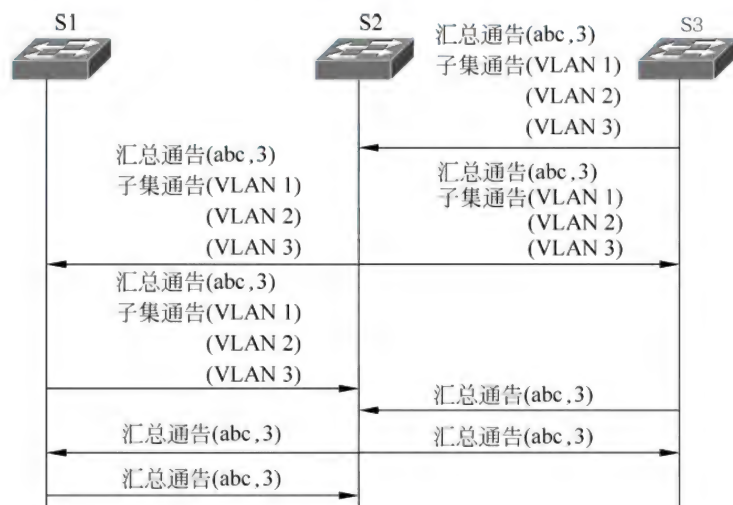 S1
S2
S3
汇总通告(abc,3)
子集通告(VLAN 1)
(VLAN 2)
(VLAN 3)
汇总通告(abc,3)
子集通告(VLAN 1)
(VLAN 2)
(VLAN 3)
汇总通告(abc,3)
子集通告(VLAN 1)
(VLAN 2)
(VLAN 3)
汇总通告(abc,3)
子集通告(VLAN 1)
(VLAN 2)
(VLAN 3)
汇总通告(abc,3)
汇总通告(abc,3)
汇总通告(abc,3)
汇总通告(abc,3)